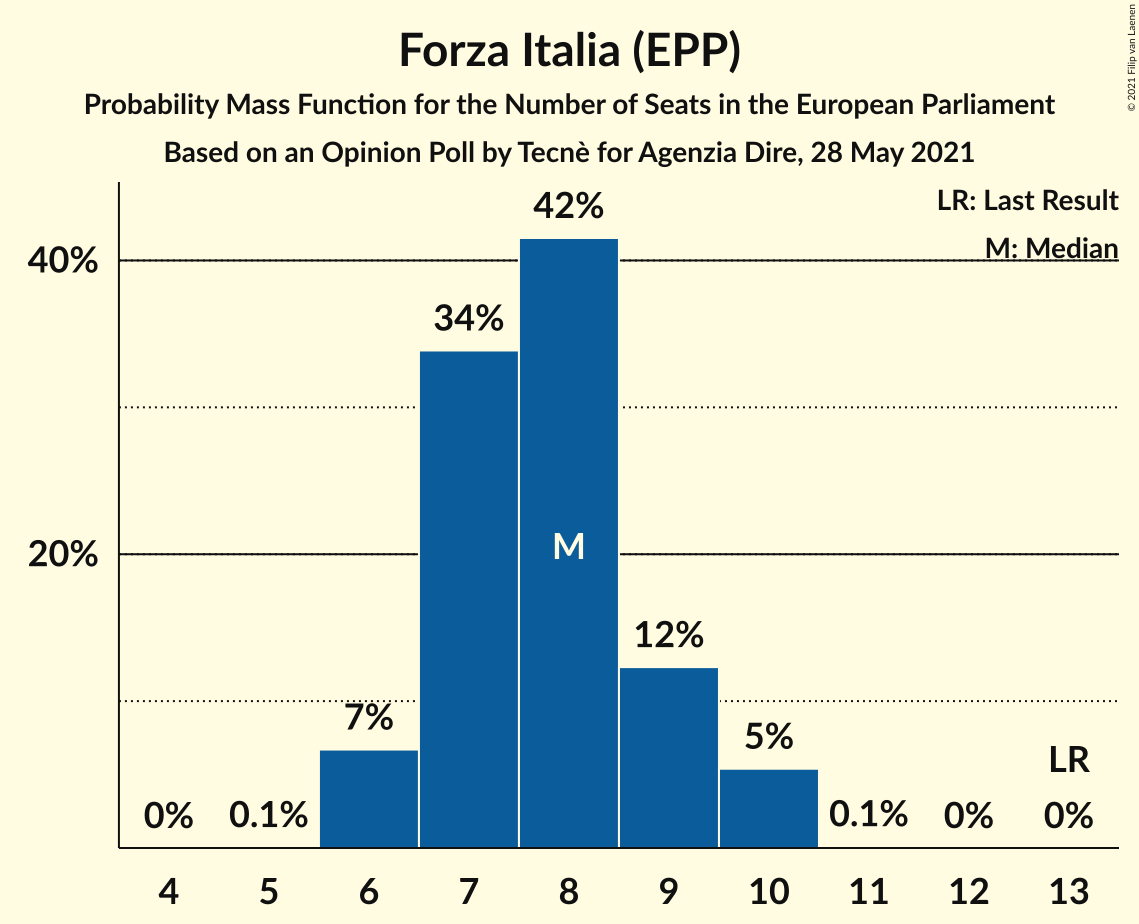 Forza Italia (EPP)
Probability Mass Function for the Number of Seats in the European Parliament
Based on an Opinion Poll by Tecnè for Agenzia Dire, 28 May 2021
© 2021 Filip van Laenen
LR: Last Result
M: Median
40%
20%
0%
0.1%
7%
34%
42%
M
12%
5%
0.1%
0%
LR
0%
4 5 6 7 8 9 10 11 12 13